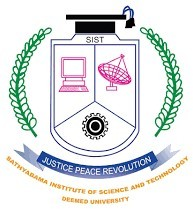 SIST
JUSTICE PEACE REVOLUTION
SATHYABAMA INSTITUTE OF SCIENCE AND TECHNOLOGY
DEEMED UNIVERSITY